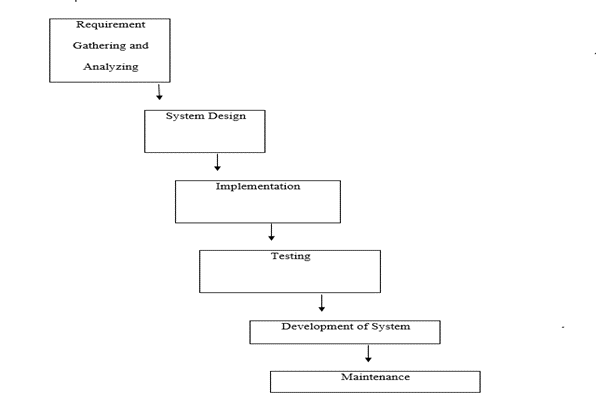 Requirement
Gathering and
Analyzing
System Design
Implementation
Testing
Development of System
Maintenance